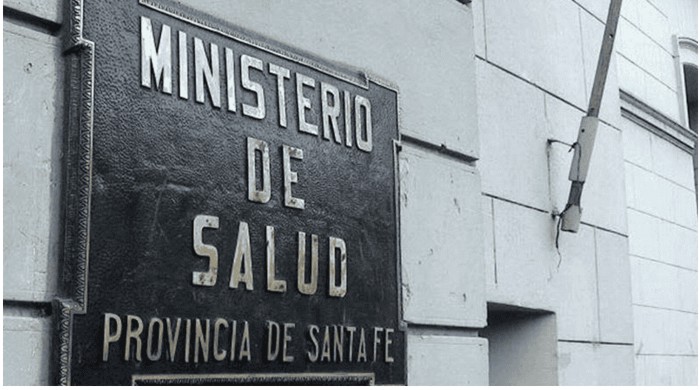 MINISTERIO
DE
SALUD
PROVINCIA DE SANTA FE